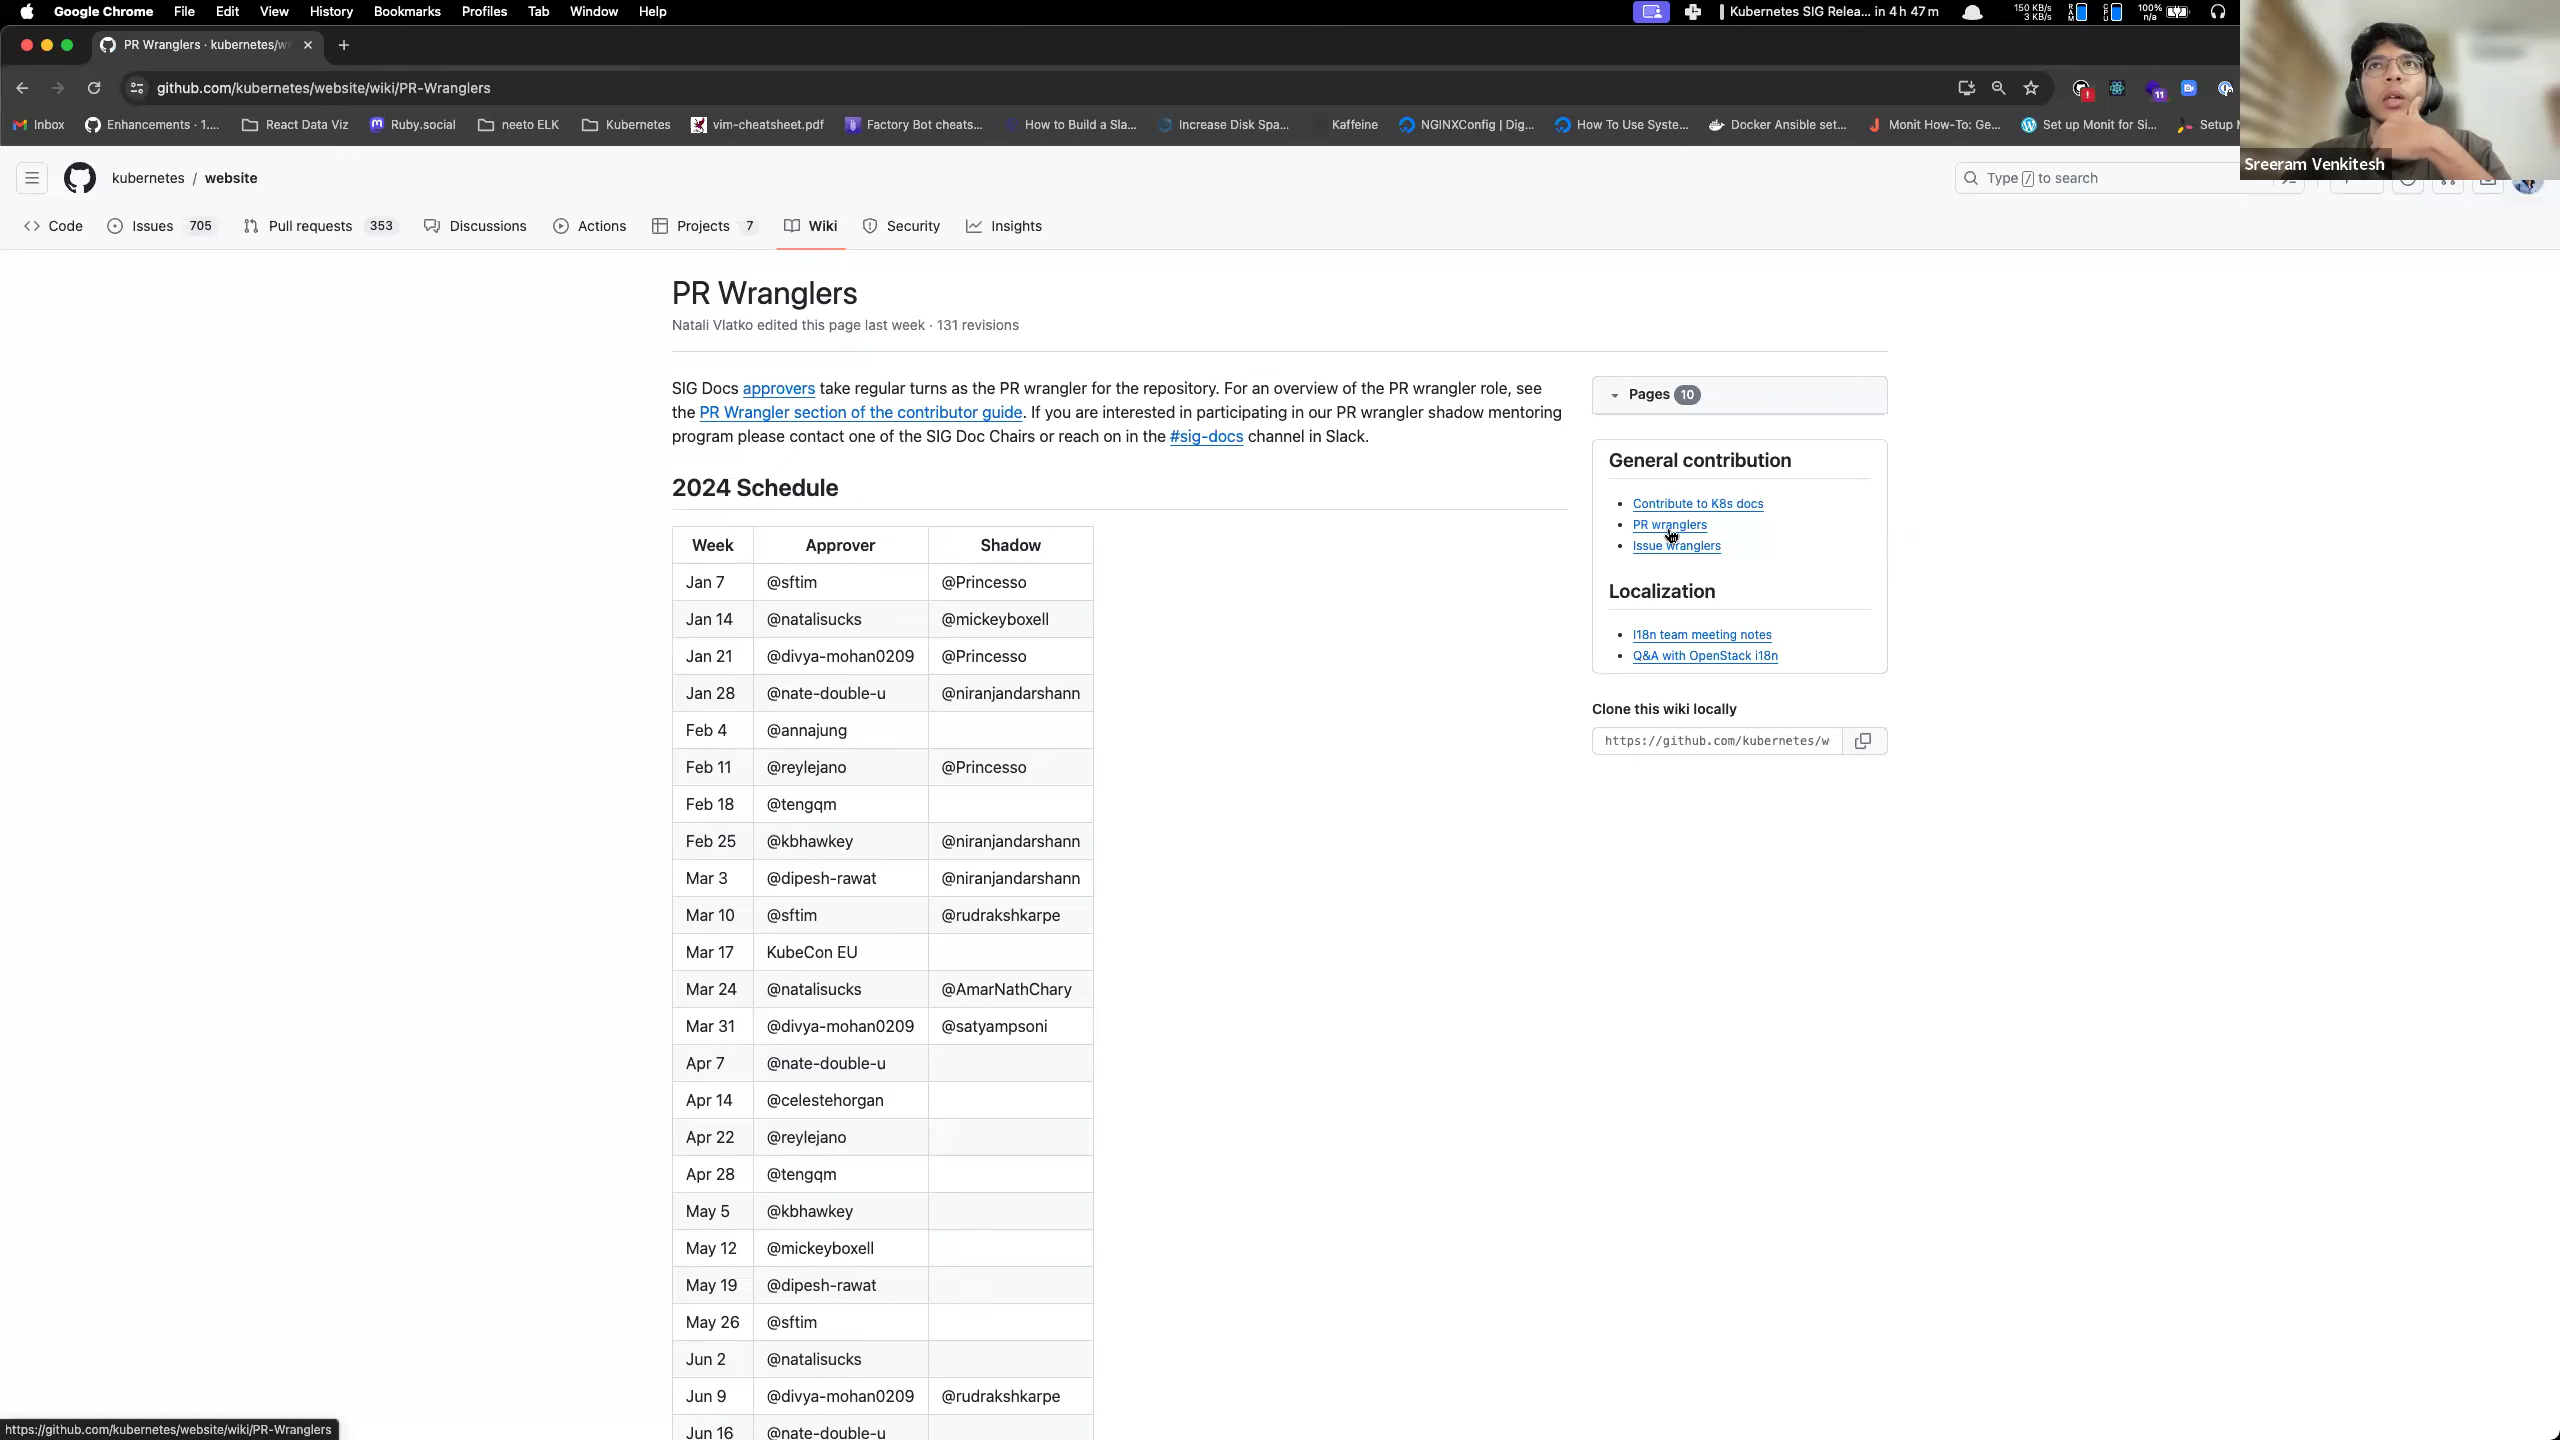 Google Chrome File Edit View History Bookmarks Profiles Tab Window Help Kubernetes SIG Relea... in 4 h 47 m 150 KB/s 3 KB/s RAM CPU 100% n/a
PR Wranglers · kubernetes/w
github.com/kubernetes/website/wiki/PR-Wranglers
11
Inbox Enhancements · 1.... React Data Viz Ruby.social neeto ELK Kubernetes vim-cheatsheet.pdf Factory Bot cheats... How to Build a Sla... Increase Disk Spa... Kaffeine NGINXConfig | Dig... How To Use Syste... Docker Ansible set... Monit How-To: Ge... Set up Monit for Si... Setup
Sreeram Venkitesh
kubernetes / website
Type / to search
Code Issues 705 Pull requests 353 Discussions Actions Projects 7 Wiki Security Insights
PR Wranglers
Natali Vlatko edited this page last week · 131 revisions
SIG Docs approvers take regular turns as the PR wrangler for the repository. For an overview of the PR wrangler role, see
the PR Wrangler section of the contributor guide. If you are interested in participating in our PR wrangler shadow mentoring
program please contact one of the SIG Doc Chairs or reach on in the #sig-docs channel in Slack.
2024 Schedule
Week Approver Shadow
Jan 7 @sftim @Princesso
Jan 14 @natalisucks @mickeyboxell
Jan 21 @divya-mohan0209 @Princesso
Jan 28 @nate-double-u @niranjandarshann
Feb 4 @annajung
Feb 11 @reylejano @Princesso
Feb 18 @tengqm
Feb 25 @kbhawkey @niranjandarshann
Mar 3 @dipesh-rawat @niranjandarshann
Mar 10 @sftim @rudrakshkarpe
Mar 17 KubeCon EU
Mar 24 @natalisucks @AmarNathChary
Mar 31 @divya-mohan0209 @satyampsoni
Apr 7 @nate-double-u
Apr 14 @celestehorgan
Apr 22 @reylejano
Apr 28 @tengqm
May 5 @kbhawkey
May 12 @mickeyboxell
May 19 @dipesh-rawat
May 26 @sftim
Jun 2 @natalisucks
Jun 9 @divya-mohan0209 @rudrakshkarpe
Jun 16 @nate-double-u
Pages 10
General contribution
Contribute to K8s docs
PR wranglers
Issue wranglers
Localization
I18n team meeting notes
Q&A with OpenStack i18n
Clone this wiki locally
https://github.com/kubernetes/w
https://github.com/kubernetes/website/wiki/PR-Wranglers